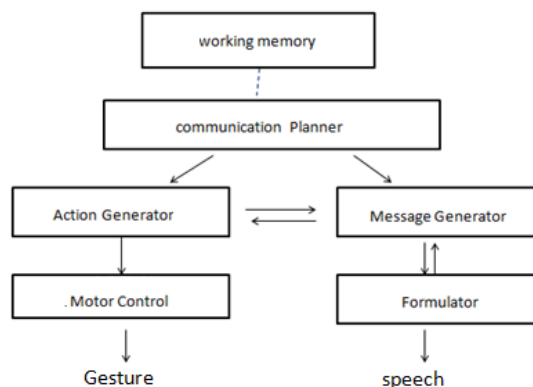 working memory
communication Planner
Action Generator
Message Generator
. Motor Control
Formulator
Gesture
speech